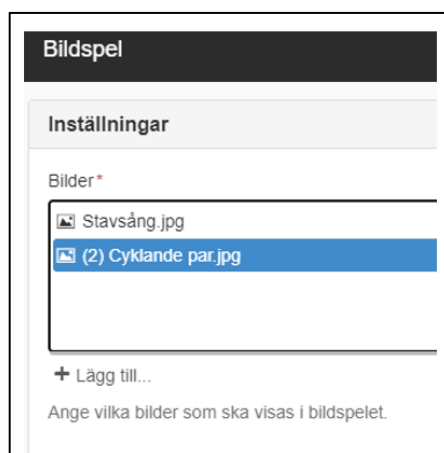 Bildspel
Inställningar
Bilder*
Stavsång.jpg
(2) Cyklande par.jpg
+ Lägg till...
Ange vilka bilder som ska visas i bildspelet.